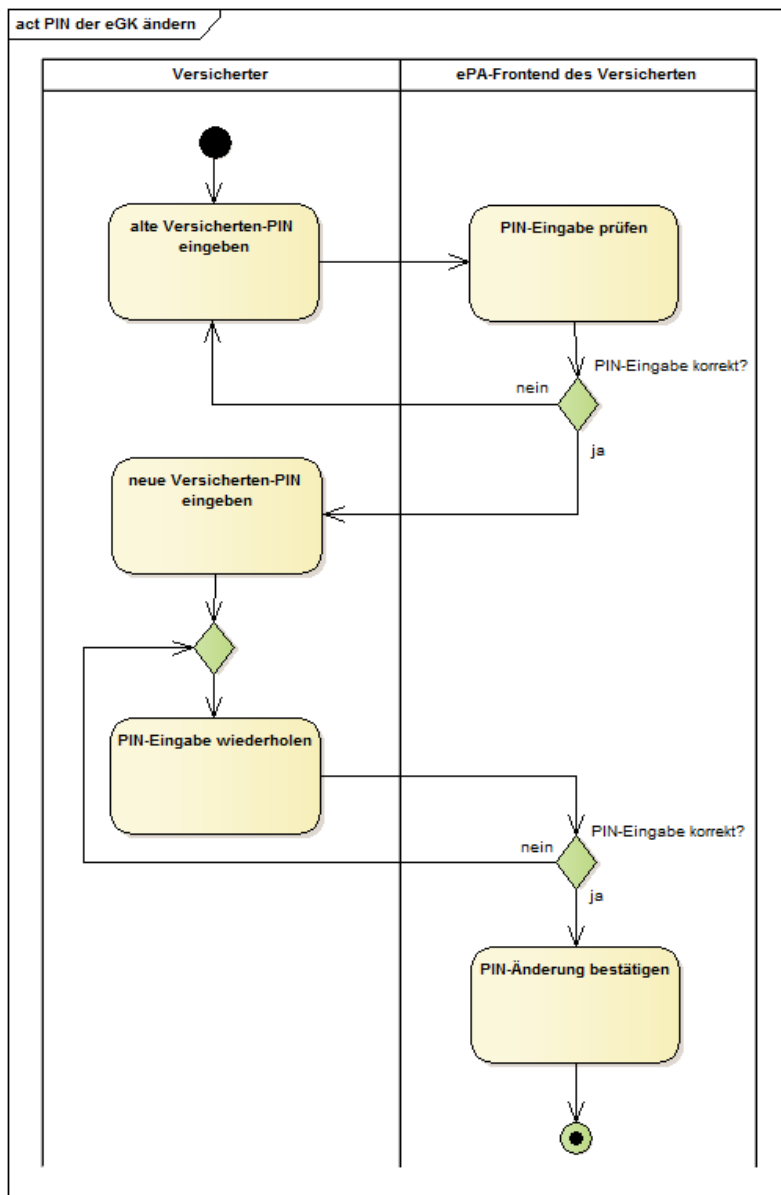 act PIN der eGK ändern
Versicherter
ePA-Frontend des Versicherten
alte Versicherten-PIN
eingeben
PIN-Eingabe prüfen
PIN-Eingabe korrekt?
nein
ja
neue Versicherten-PIN
eingeben
PIN-Eingabe wiederholen
PIN-Eingabe korrekt?
nein
ja
PIN-Änderung bestätigen